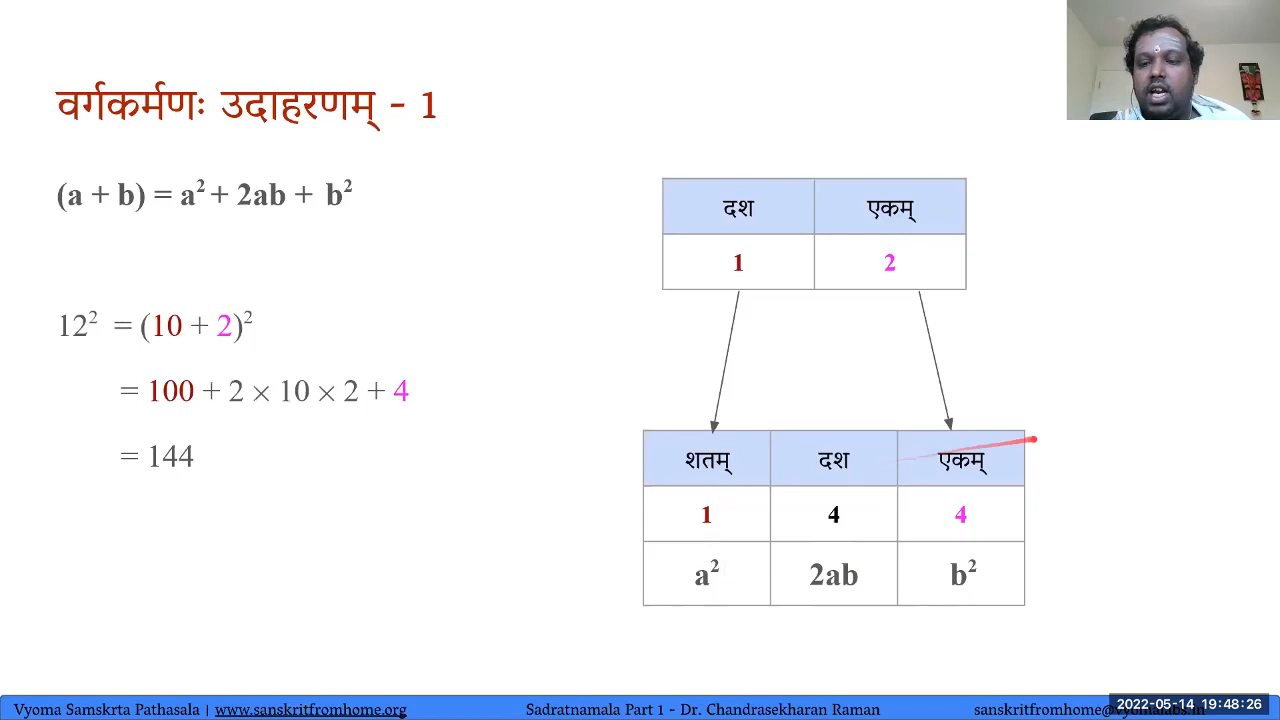 वर्गकर्मणः उदाहरणम् - 1
(a + b) = a² + 2ab + b²
12² = (10 + 2)²
= 100 + 2 × 10 × 2 + 4
= 144
दश एकम्
1 2
शतम् दश एकम्
1 4 4
a² 2ab b²
Vyoma Samskrta Pathasala | www.sanskritfromhome.org Sadratnamala Part 1 - Dr. Chandrasekharan Raman sanskritfromhome@vyomalabs.in
2022-05-14 19:48:26